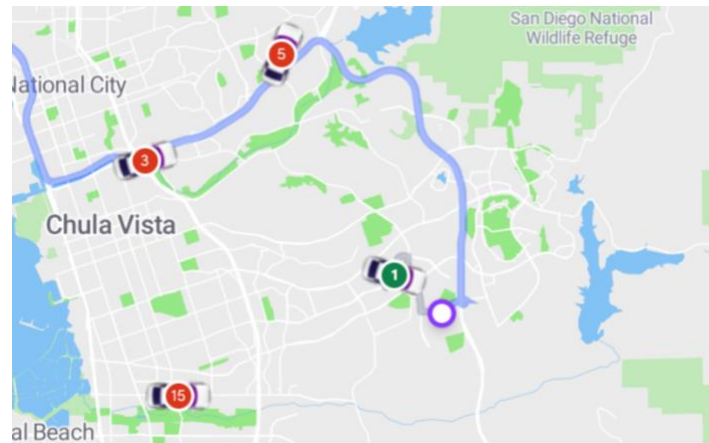 San Diego National
Wildlife Refuge
5
National City
3
Chula Vista
1
15
al Beach